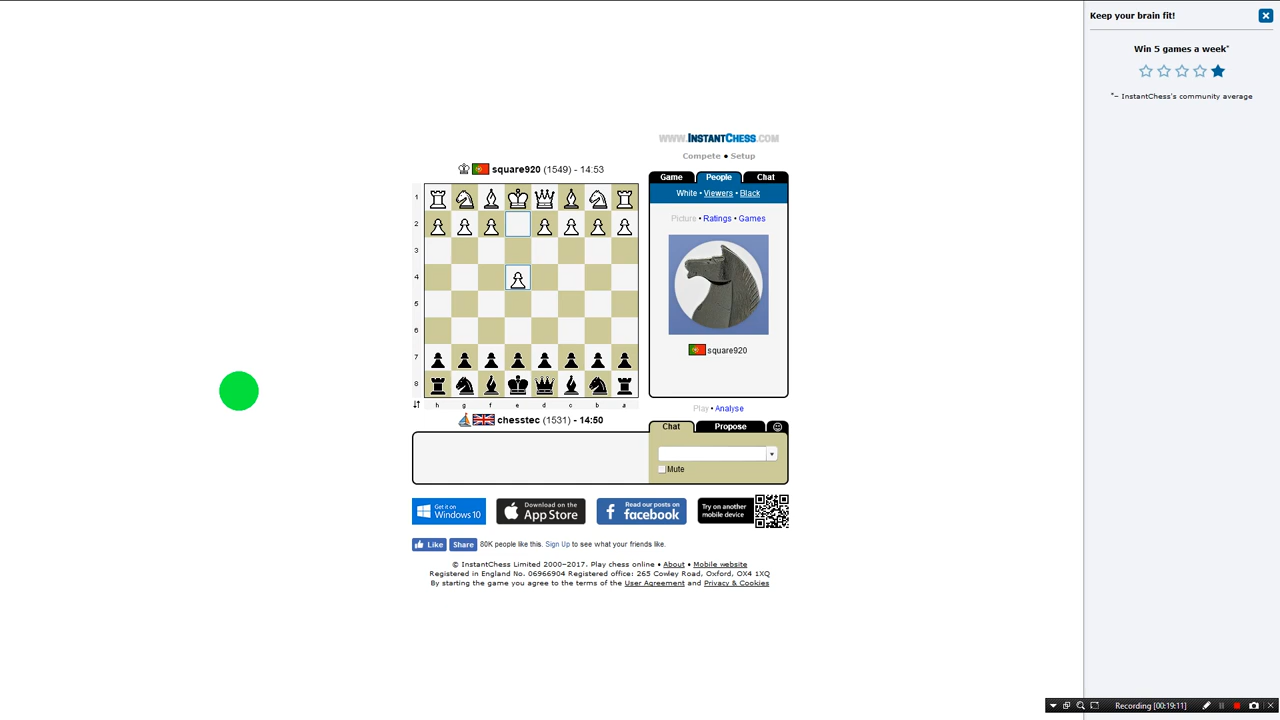 Keep your brain fit!
Win 5 games a week*
*– InstantChess's community average
WWW.INSTANTCHESS.COM
Compete • Setup
square920 (1549) - 14:53
Game People Chat
White • Viewers • Black
Picture • Ratings • Games
square920
1
2
3
4
5
6
7
8
h g f e d c b a
Play • Analyse
chesstec (1531) - 14:50
Chat Propose
Mute
Get it on
Windows 10
Download on the
App Store
Read our posts on
facebook
Try on another
mobile device
Like Share 80K people like this. Sign Up to see what your friends like.
© InstantChess Limited 2000–2017. Play chess online • About • Mobile website
Registered in England No. 06966904 Registered office: 265 Cowley Road, Oxford, OX4 1XQ
By starting the game you agree to the terms of the User Agreement and Privacy & Cookies
Recording [00:19:11]